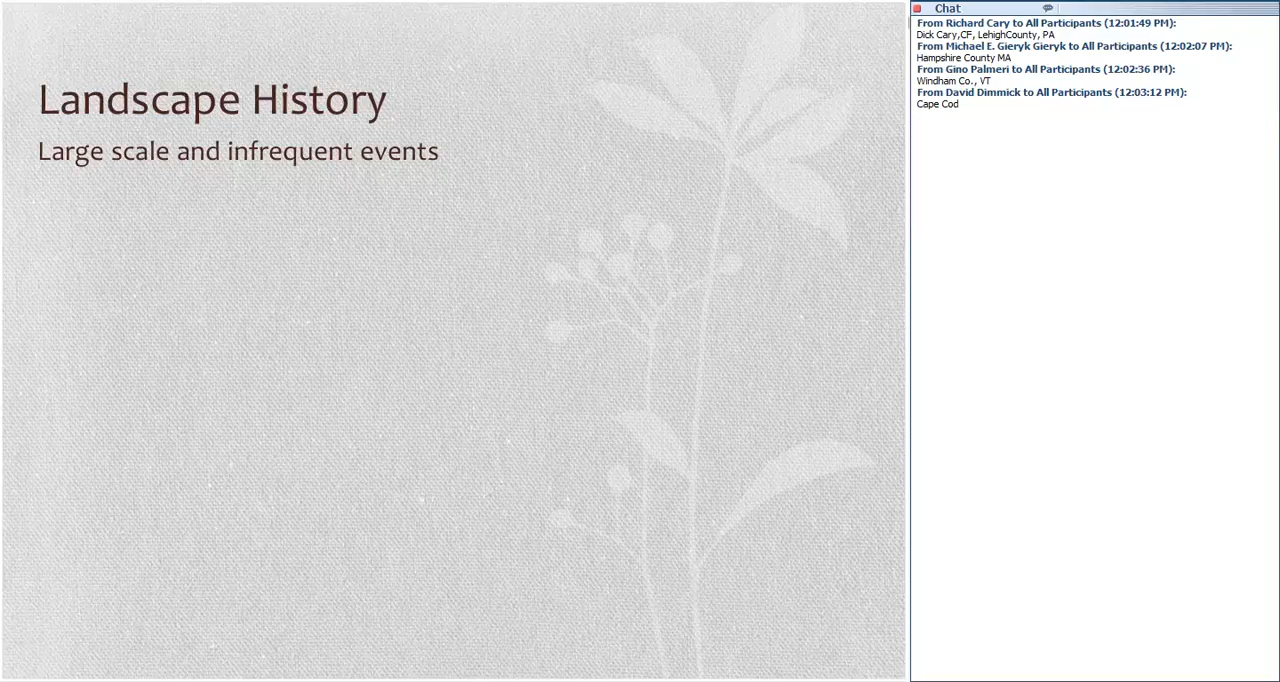 Landscape History
Large scale and infrequent events
Chat
From Richard Cary to All Participants (12:01:49 PM):
Dick Cary,CF, LehighCounty, PA
From Michael E. Gieryk Gieryk to All Participants (12:02:07 PM):
Hampshire County MA
From Gino Palmeri to All Participants (12:02:36 PM):
Windham Co., VT
From David Dimmick to All Participants (12:03:12 PM):
Cape Cod